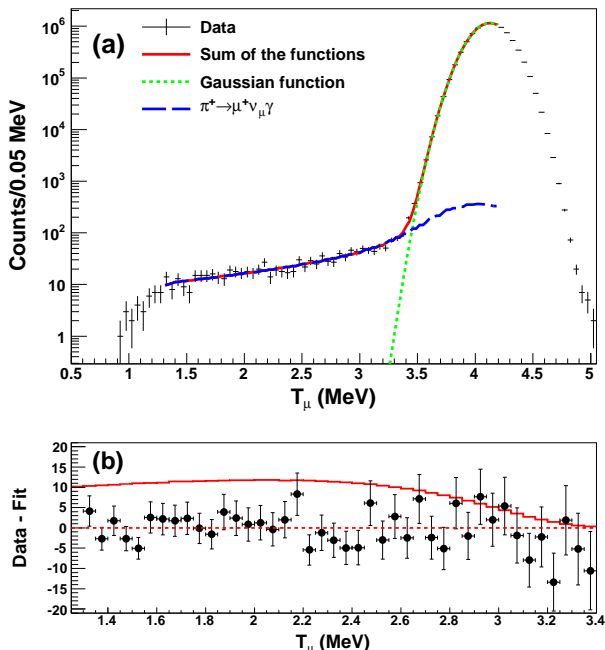 (a)
Data
Sum of the functions
Gaussian function
π⁺→μ⁺ν_μγ
Counts/0.05 MeV
10⁶
10⁵
10⁴
10³
10²
10
1
0.5 1 1.5 2 2.5 3 3.5 4 4.5 5
T_μ (MeV)
(b)
Data - Fit
20
15
10
5
0
-5
-10
-15
-20
1.4 1.6 1.8 2 2.2 2.4 2.6 2.8 3 3.2 3.4
T_μ (MeV)